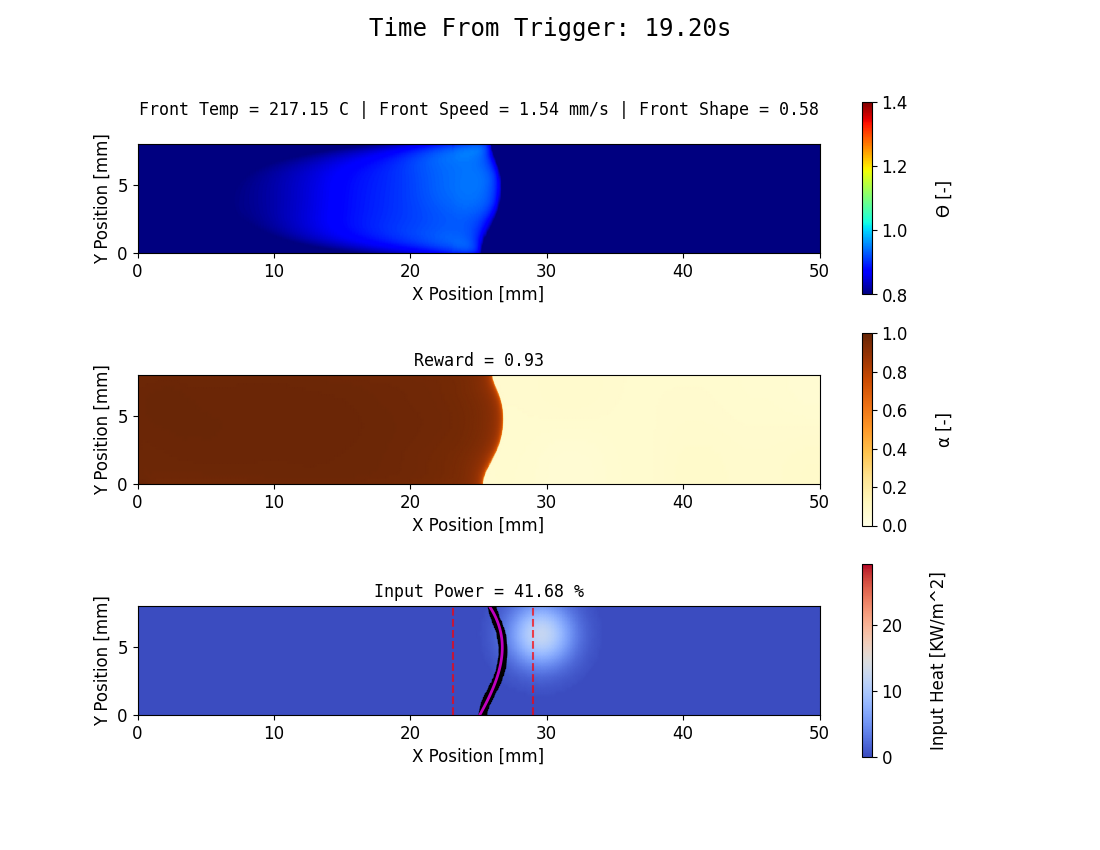 Time From Trigger: 19.20s
Front Temp = 217.15 C | Front Speed = 1.54 mm/s | Front Shape = 0.58
Y Position [mm]
5
0
0 10 20 30 40 50
X Position [mm]
1.4
1.2
1.0
0.8
Θ [-]
Reward = 0.93
Y Position [mm]
5
0
0 10 20 30 40 50
X Position [mm]
1.0
0.8
0.6
0.4
0.2
0.0
α [-]
Input Power = 41.68 %
Y Position [mm]
5
0
0 10 20 30 40 50
X Position [mm]
20
10
0
Input Heat [KW/m^2]